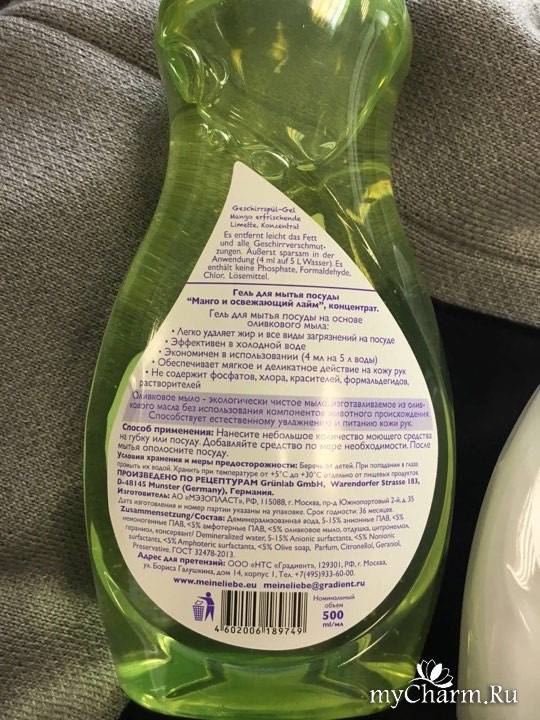 Geschirrspül-Gel
Mango erfrischende
Limette, Konzentrat
Es entfernt leicht das Fett
und alle Geschirrverschmut-
zungen. Äußerst sparsam in der
Anwendung (4 ml auf 5 L Wasser). Es
enthält keine Phosphate, Formaldehyde,
Chlor, Lösemittel.
Гель для мытья посуды
"Манго и освежающий лайм", концентрат.
Гель для мытья посуды на основе
оливкового мыла:
• Легко удаляет жир и все виды загрязнений на посуде
• Эффективен в холодной воде
• Экономичен в использовании (4 мл на 5 л воды)
• Обеспечивает мягкое и деликатное действие на кожу рук
• Не содержит фосфатов, хлора, красителей, формальдегидов,
растворителей
Оливковое мыло - экологически чистое мыло, изготавливаемое из олив-
кового масла без использования компонентов животного происхождения.
Способствует естественному увлажнению и питанию кожи рук.
Способ применения: Нанесите небольшое количество моющего средства
на губку или посуду. Добавляйте средство по мере необходимости. После
мытья ополосните посуду.
Условия хранения и меры предосторожности: Беречь от детей. При попадании в глаза
промыть их водой. Хранить при температуре от +5°С до +30°С отдельно от пищевых продуктов.
ПРОИЗВЕДЕНО ПО РЕЦЕПТУРАМ Grünlab GmbH, Warendorfer Strasse 183,
D-48145 Munster (Germany), Германия.
Изготовитель: АО «МЭЗОПЛАСТ», РФ, 115088, г. Москва, пр-д Южнопортовый 2-й, д. 35
Дата изготовления и номер партии указаны на упаковке. Срок годности: 36 месяцев.
Zusammensetzung/Состав: Деминерализованная вода, 5-15% анионные ПАВ, <5%
неионогенные ПАВ, <5% амфотерные ПАВ, <5% оливковое мыло, отдушка, цитронелол,
гераниол, консервант/ Demineralized water, 5-15% Anionic surfactants, <5% Nonionic
surfactants, <5% Amphoteric surfactants, <5% Olive soap, Parfum, Citronellol, Geraniol,
Preservative. ГОСТ 32478-2013.
Адрес для претензий: ООО «НТС «Градиент», 129301, РФ, г. Москва,
ул. Бориса Галушкина, дом 14, корпус 1, Тел. +7(495)933-60-00.
www.meineliebe.eu meineliebe@gradient.ru
Номинальный
объем
500
ml/мл
4602006189749
myCharm.Ru